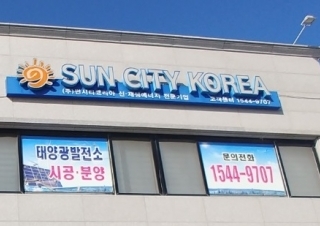 SUN CITY KOREA
(주)썬시티코리아 신·재생에너지 전문기업 고객센터 1544-9707
태양광발전소
시공·분양
문의전화
1544-9707